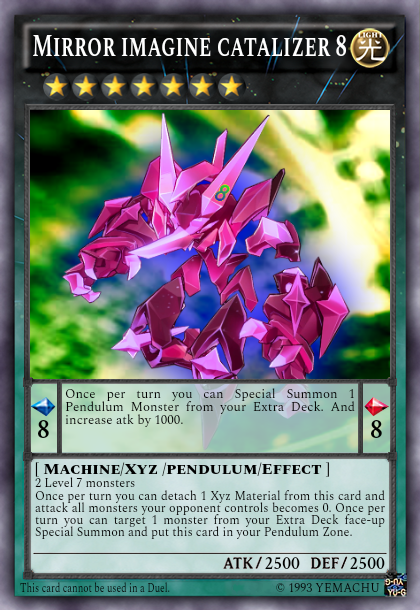 MIRROR IMAGINE CATALIZER 8
LIGHT
光
8
Once per turn you can Special Summon 1
Pendulum Monster from your Extra Deck. And
increase atk by 1000.
8
8
[ MACHINE/XYZ /PENDULUM/EFFECT ]
2 Level 7 monsters
Once per turn you can detach 1 Xyz Material from this card and
attack all monsters your opponent controls becomes 0. Once per
turn you can target 1 monster from your Extra Deck face-up
Special Summon and put this card in your Pendulum Zone.
ATK / 2500 DEF / 2500
This card cannot be used in a Duel.
© 1993 YEMACHU